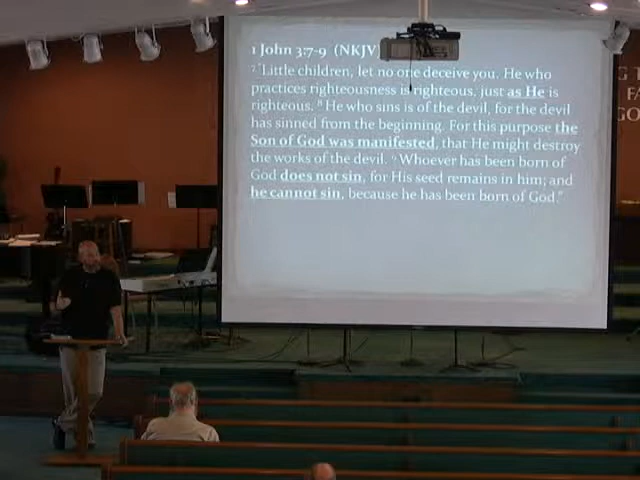 1 John 3:7-9 (NKJV)
7 "Little children, let no one deceive you. He who
practices righteousness is righteous, just as He is
righteous. 8 He who sins is of the devil, for the devil
has sinned from the beginning. For this purpose the
Son of God was manifested, that He might destroy
the works of the devil. 9 Whoever has been born of
God does not sin, for His seed remains in him; and
he cannot sin, because he has been born of God."